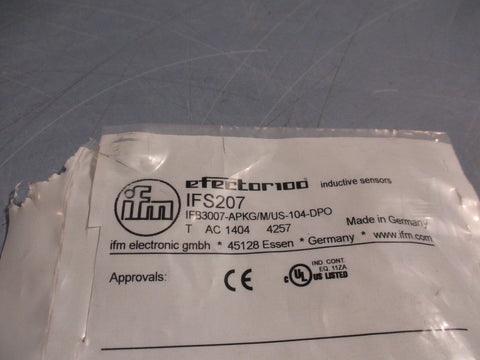 ifm
efector100 inductive sensors
IFS207
IFB3007-APKG/M/US-104-DPO
T AC 1404 4257 Made in Germany
ifm electronic gmbh * 45128 Essen * Germany * www.ifm.com
Approvals: CE c UL US LISTED
IND. CONT.
EQ. 11ZA